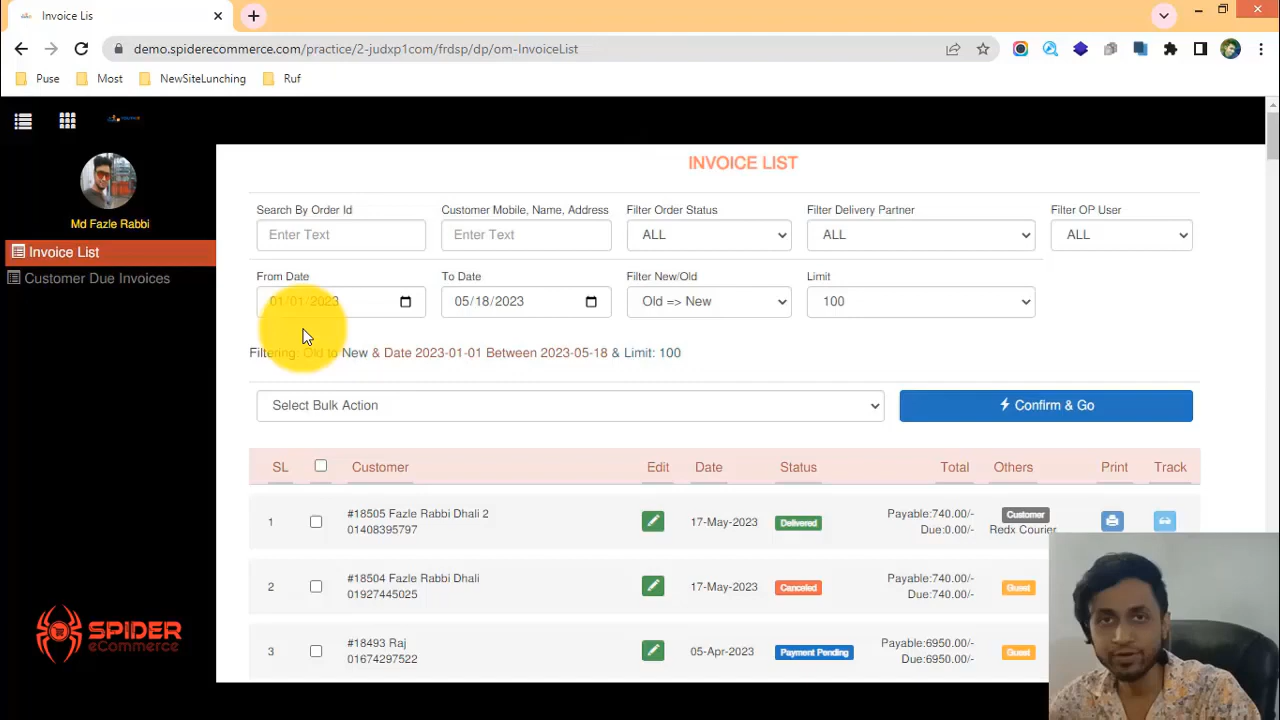 Invoice Lis
demo.spiderecommerce.com/practice/2-judxp1com/frdsp/dp/om-InvoiceList
Puse Most NewSiteLunching Ruf
Md Fazle Rabbi
Invoice List
Customer Due Invoices
SPIDER
eCommerce
INVOICE LIST
Search By Order Id Customer Mobile, Name, Address Filter Order Status Filter Delivery Partner Filter OP User
Enter Text Enter Text ALL ALL ALL
From Date To Date Filter New/Old Limit
01/01/2023 05/18/2023 Old => New 100
Filtering: Old to New & Date 2023-01-01 Between 2023-05-18 & Limit: 100
Select Bulk Action Confirm & Go
SL Customer Edit Date Status Total Others Print Track
1 #18505 Fazle Rabbi Dhali 2 17-May-2023 Delivered Payable:740.00/- Customer
01408395797 Due:0.00/- Redx Courier
2 #18504 Fazle Rabbi Dhali 17-May-2023 Canceled Payable:740.00/- Guest
01927445025 Due:740.00/-
3 #18493 Raj 05-Apr-2023 Payment Pending Payable:6950.00/- Guest
01674297522 Due:6950.00/-